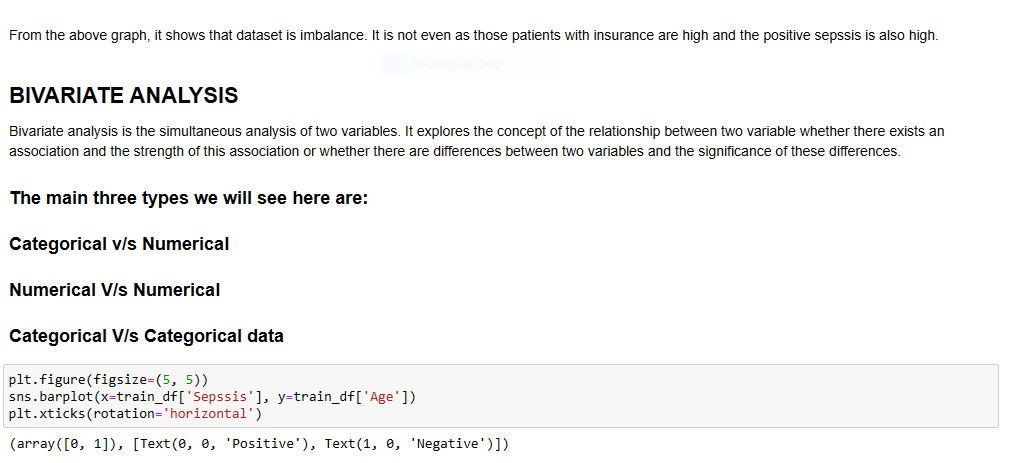 From the above graph, it shows that dataset is imbalance. It is not even as those patients with insurance are high and the positive sepssis is also high.
Rectangular Snip
BIVARIATE ANALYSIS
Bivariate analysis is the simultaneous analysis of two variables. It explores the concept of the relationship between two variable whether there exists an
association and the strength of this association or whether there are differences between two variables and the significance of these differences.
The main three types we will see here are:
Categorical v/s Numerical
Numerical V/s Numerical
Categorical V/s Categorical data
plt.figure(figsize=(5, 5))
sns.barplot(x=train_df['Sepssis'], y=train_df['Age'])
plt.xticks(rotation='horizontal')
(array([0, 1]), [Text(0, 0, 'Positive'), Text(1, 0, 'Negative')])